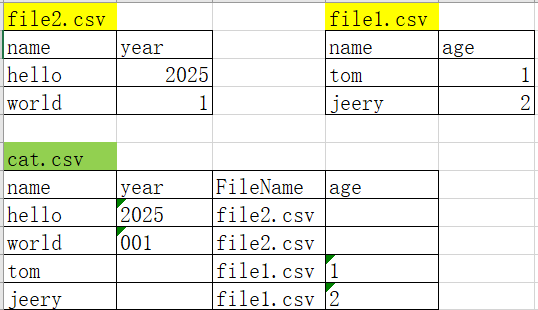 file2.csv file1.csv
name year name age
hello 2025 tom 1
world 1 jeery 2
cat.csv
name year FileName age
hello 2025 file2.csv
world 001 file2.csv
tom file1.csv 1
jeery file1.csv 2